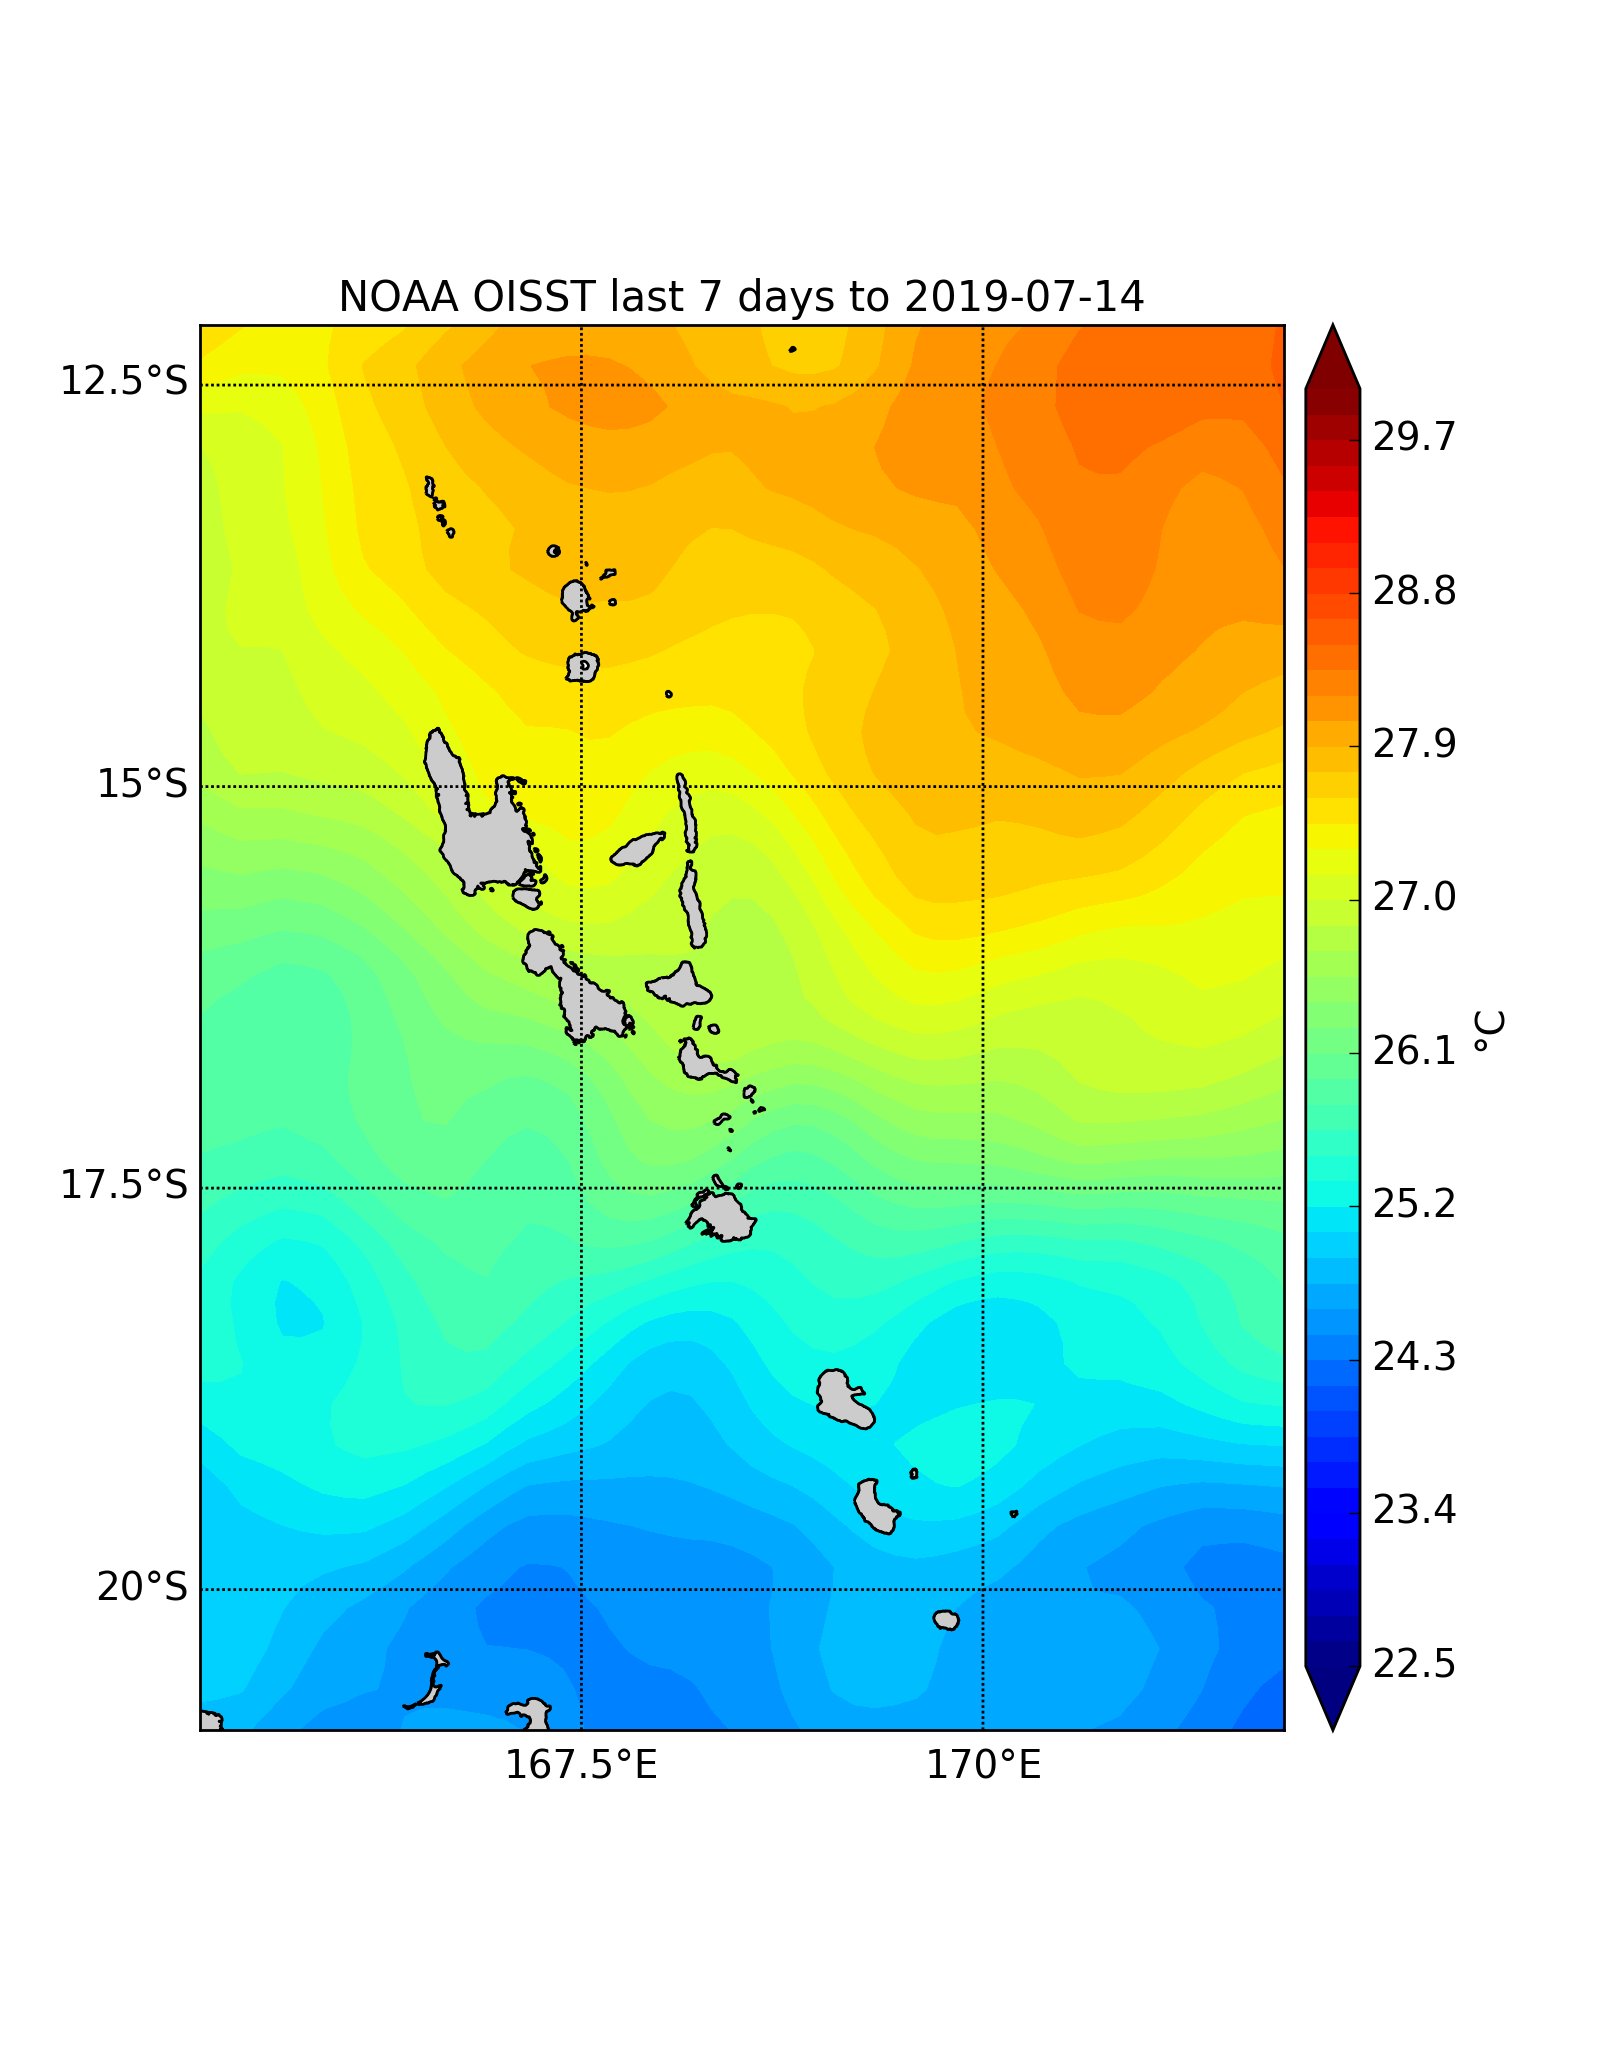 NOAA OISST last 7 days to 2019-07-14
12.5°S
15°S
17.5°S
20°S
167.5°E
170°E
29.7
28.8
27.9
27.0
26.1
25.2
24.3
23.4
22.5
°C